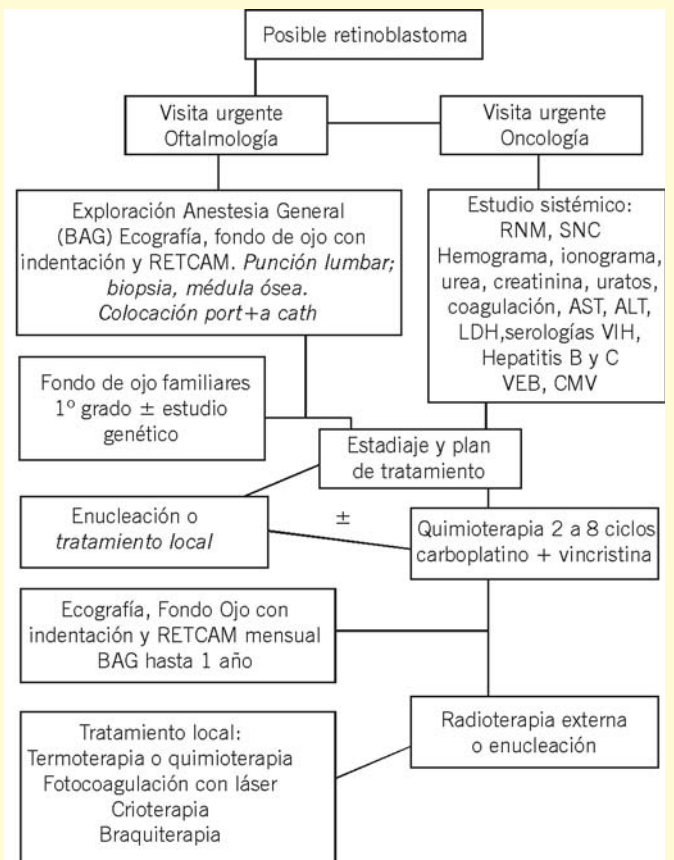 Posible retinoblastoma
Visita urgente
Oftalmología
Visita urgente
Oncología
Exploración Anestesia General
(BAG) Ecografía, fondo de ojo con
indentación y RETCAM. Punción lumbar;
biopsia, médula ósea.
Colocación port+a cath
Estudio sistémico:
RNM, SNC
Hemograma, ionograma,
urea, creatinina, uratos,
coagulación, AST, ALT,
LDH,serologías VIH,
Hepatitis B y C
VEB, CMV
Fondo de ojo familiares
1º grado ± estudio
genético
Estadiaje y plan
de tratamiento
Enucleación o
tratamiento local
±
Quimioterapia 2 a 8 ciclos
carboplatino + vincristina
Ecografía, Fondo Ojo con
indentación y RETCAM mensual
BAG hasta 1 año
Radioterapia externa
o enucleación
Tratamiento local:
Termoterapia o quimioterapia
Fotocoagulación con láser
Crioterapia
Braquiterapia